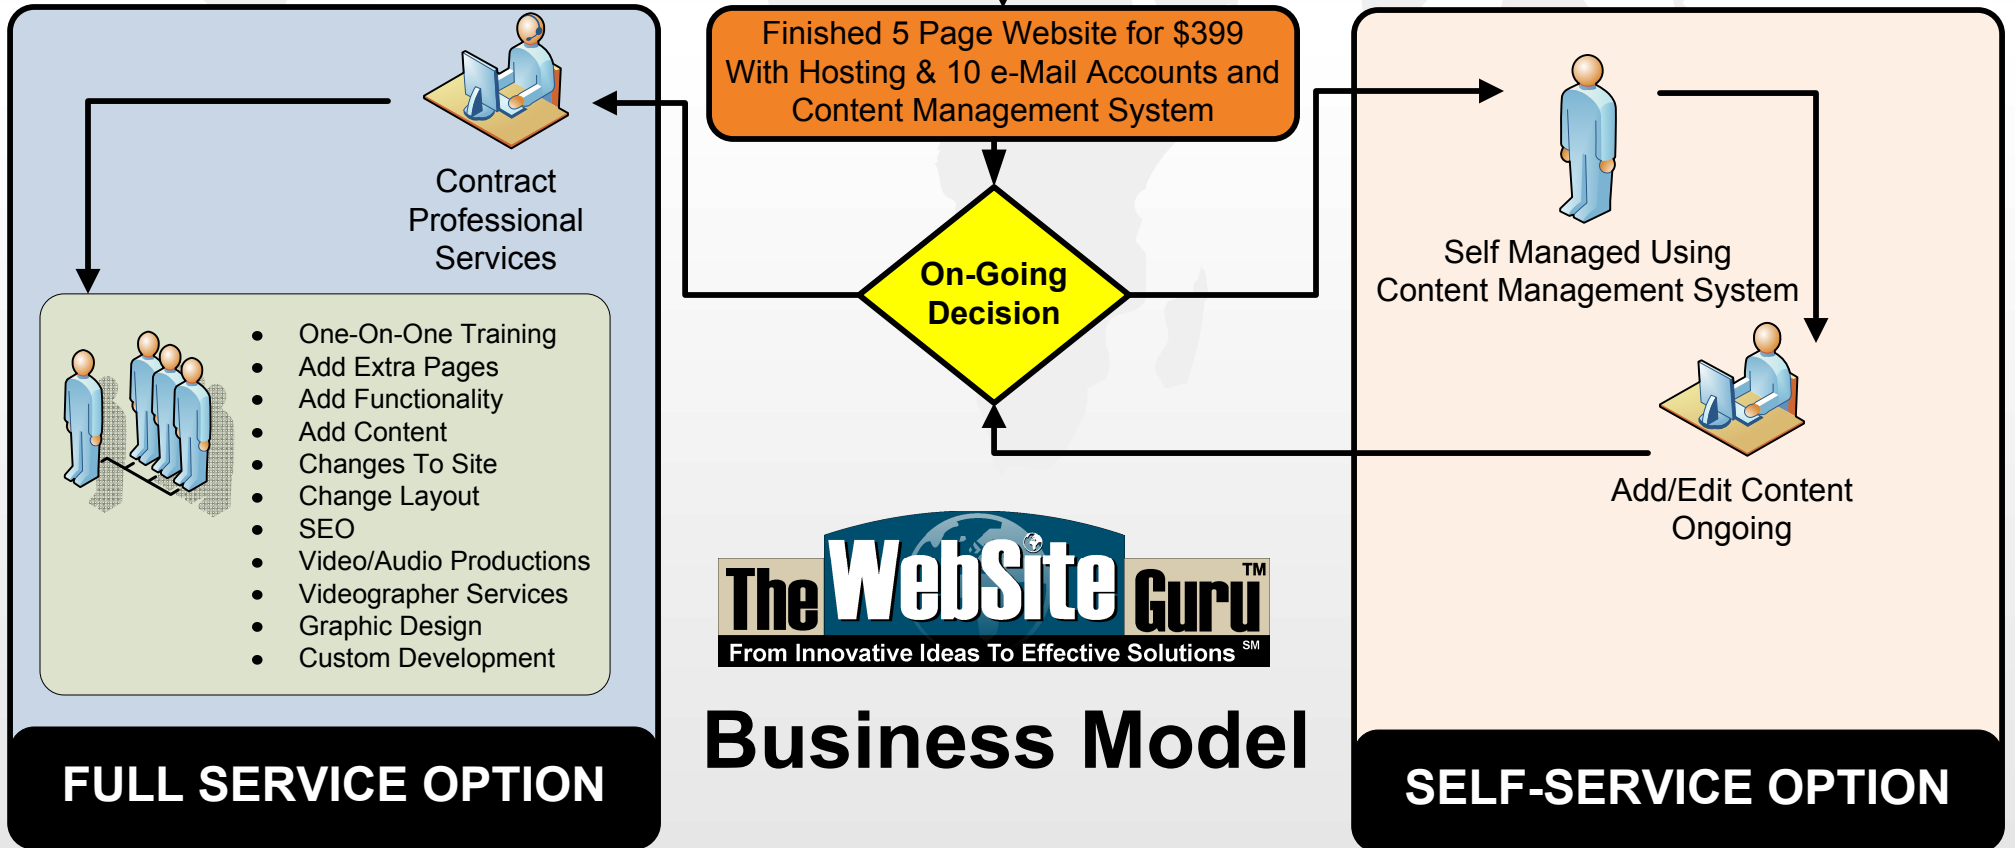 Finished 5 Page Website for $399
With Hosting & 10 e-Mail Accounts and
Content Management System
On-Going
Decision
Contract
Professional
Services
• One-On-One Training
• Add Extra Pages
• Add Functionality
• Add Content
• Changes To Site
• Change Layout
• SEO
• Video/Audio Productions
• Videographer Services
• Graphic Design
• Custom Development
FULL SERVICE OPTION
Self Managed Using
Content Management System
Add/Edit Content
Ongoing
SELF-SERVICE OPTION
The WebSite Guru™
From Innovative Ideas To Effective Solutions ℠
Business Model